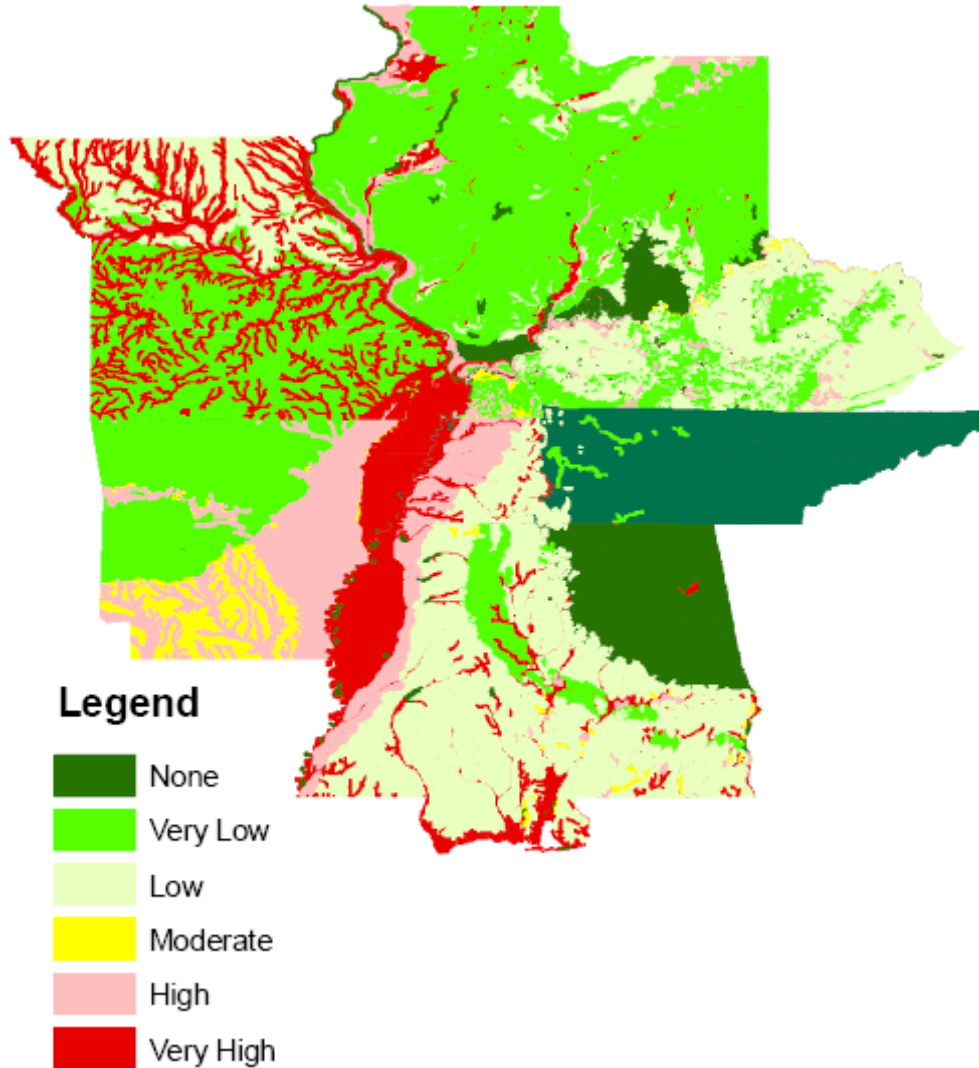 Legend
None
Very Low
Low
Moderate
High
Very High